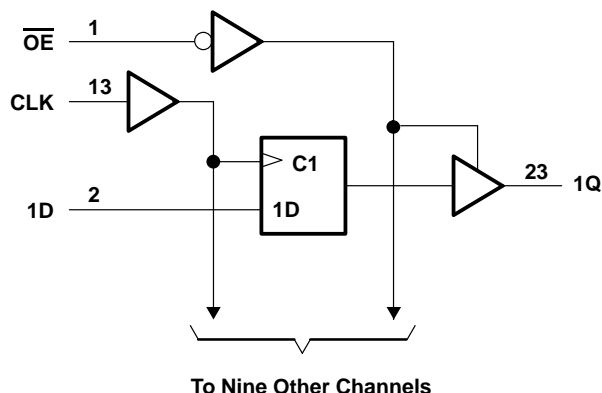 OE 1
CLK 13
C1
1D 2
1D
23 1Q
To Nine Other Channels